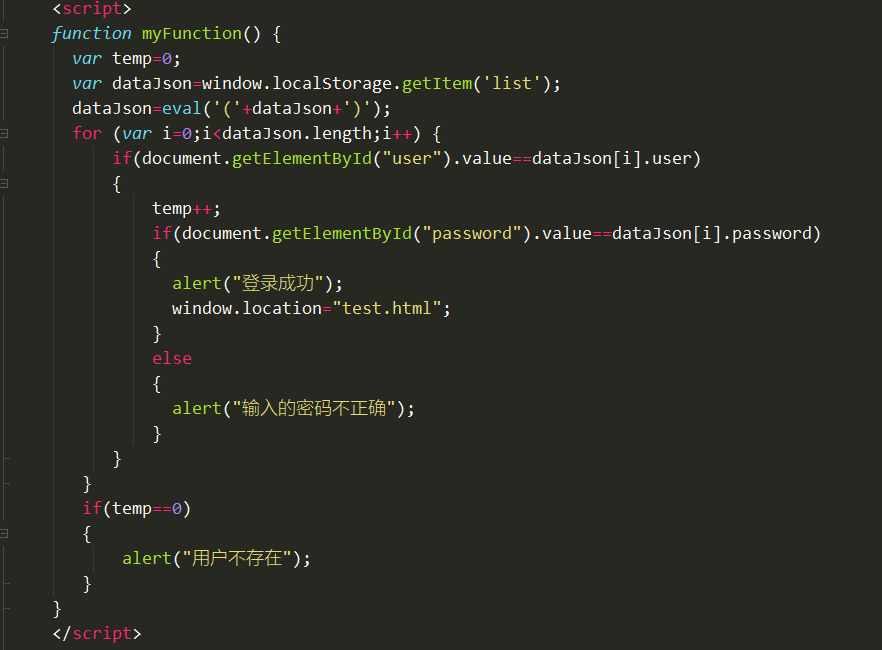 <script>
function myFunction() {
var temp=0;
var dataJson=window.localStorage.getItem('list');
dataJson=eval('('+dataJson+')');
for (var i=0;i<dataJson.length;i++) {
if(document.getElementById("user").value==dataJson[i].user)
{
temp++;
if(document.getElementById("password").value==dataJson[i].password)
{
alert("登录成功");
window.location="test.html";
}
else
{
alert("输入的密码不正确");
}
}
}
if(temp==0)
{
alert("用户不存在");
}
}
</script>